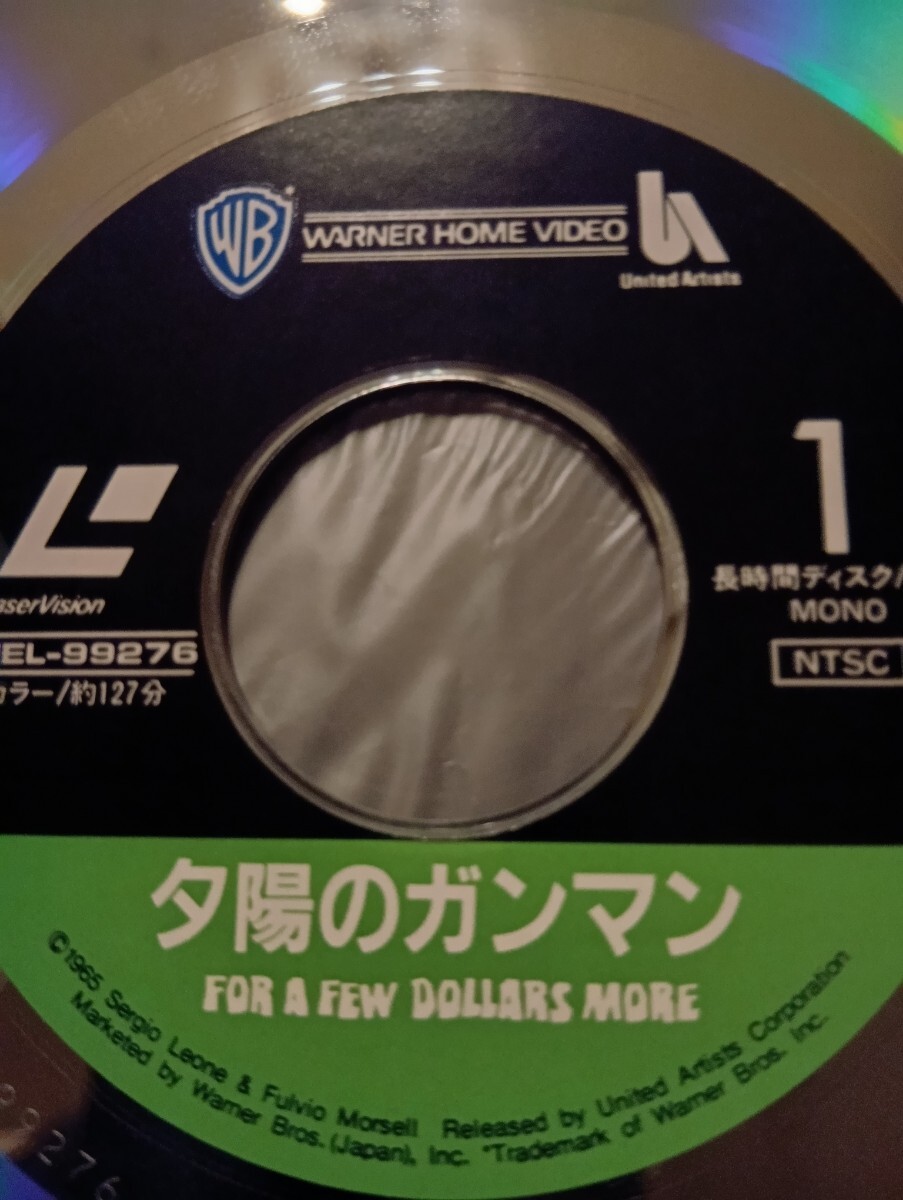 WB
WARNER HOME VIDEO
United Artists
1
長時間ディスク/
MONO
NTSC
aserVision
EL-99276
カラー/約127分
夕陽のガンマン
FOR A FEW DOLLARS MORE
©1965 Sergio Leone & Fulvio Morsell Released by United Artists Corporation
Marketed by Warner Bros. (Japan), Inc. *Trademark of Warner Bros. Inc.
99276